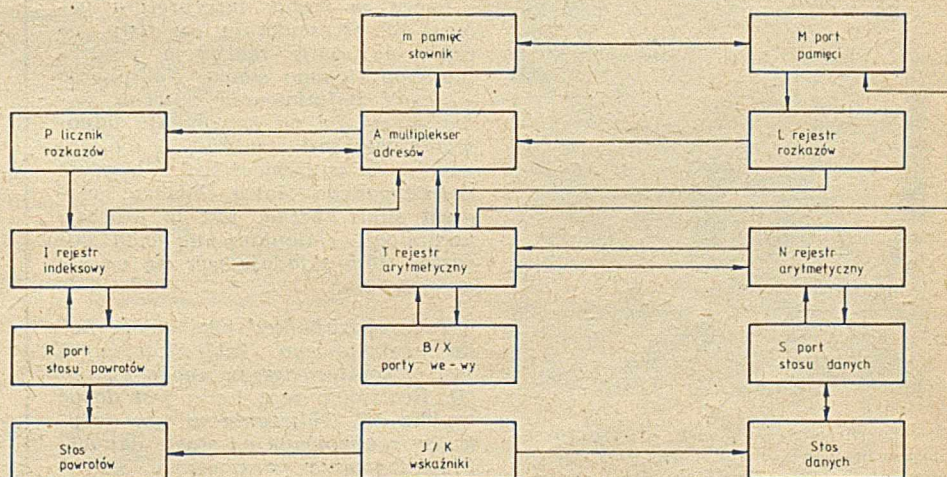 m pamięć
słownik
M port
pamięci
P licznik
rozkazów
A multiplekser
adresów
L rejestr
rozkazów
I rejestr
indeksowy
T rejestr
arytmetyczny
N rejestr
arytmetyczny
R port
stosu powrotów
B/X
porty we-wy
S port
stosu danych
Stos
powrotów
J/K
wskaźniki
Stos
danych